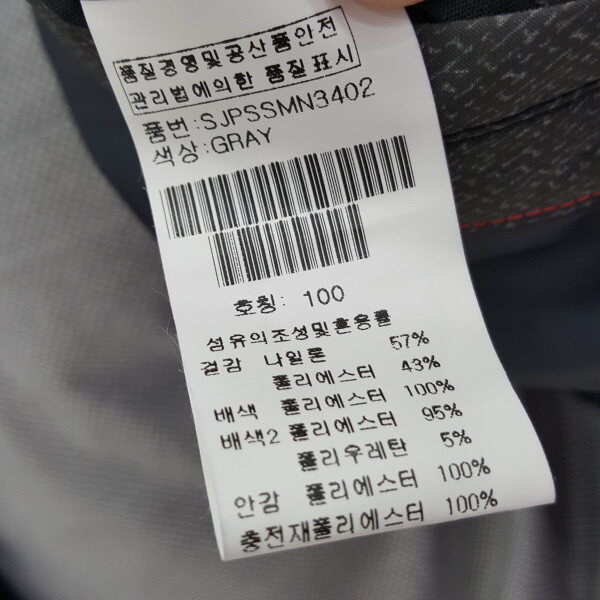 품질경영및공산품안전
관리법에의한 품질표시
품번:SJPSSMN3402
색상:GRAY
호칭: 100
섬유의조성및혼용률
겉감 나일론 57%
폴리에스터 43%
배색 폴리에스터 100%
배색2 폴리에스터 95%
폴리우레탄 5%
안감 폴리에스터 100%
충전재폴리에스터 100%